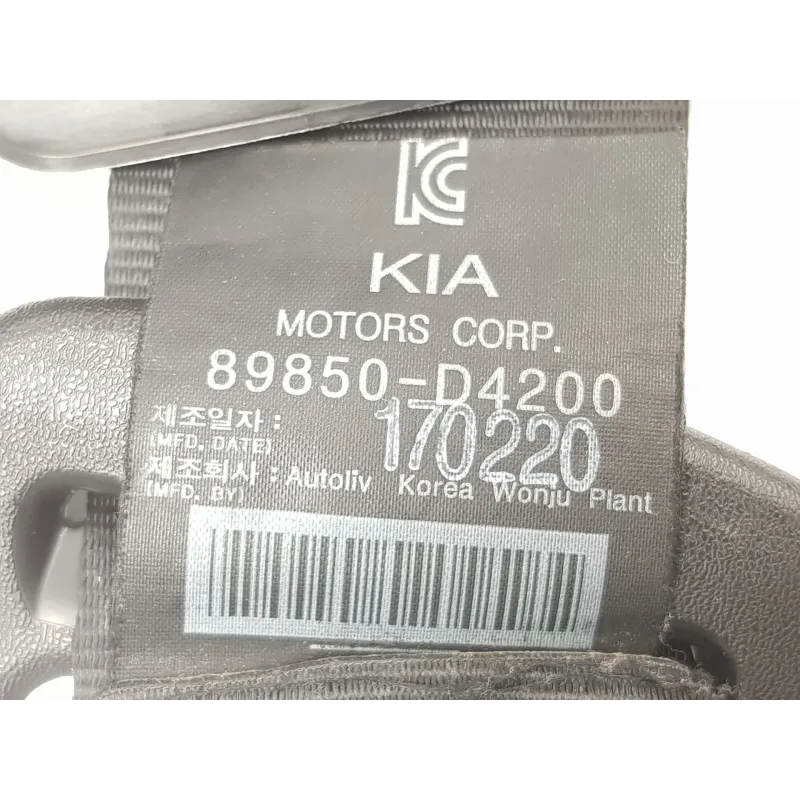 KC
KIA
MOTORS CORP.
89850-D4200
제조일자 : 170220
(MFD. DATE)
제조회사 : Autoliv Korea Wonju Plant
(MFD. BY)